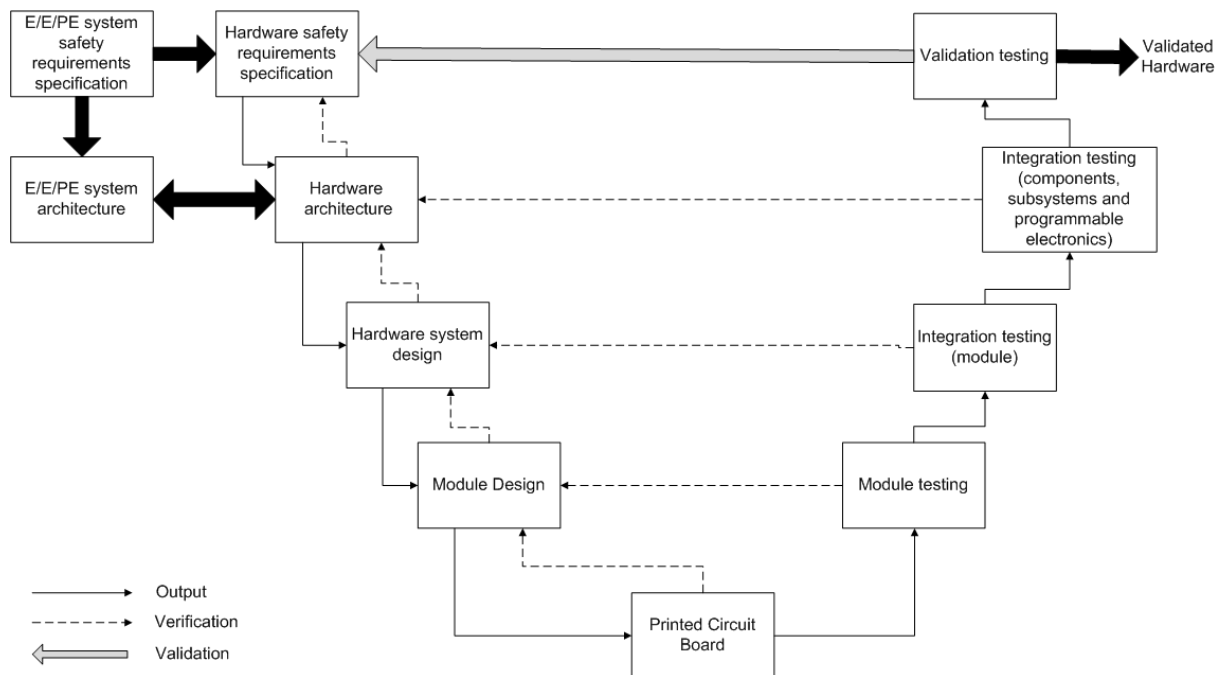 E/E/PE system
safety
requirements
specification
Hardware safety
requirements
specification
Validation testing
Validated
Hardware
E/E/PE system
architecture
Hardware
architecture
Integration testing
(components,
subsystems and
programmable
electronics)
Hardware system
design
Integration testing
(module)
Module Design
Module testing
Printed Circuit
Board
Output
Verification
Validation